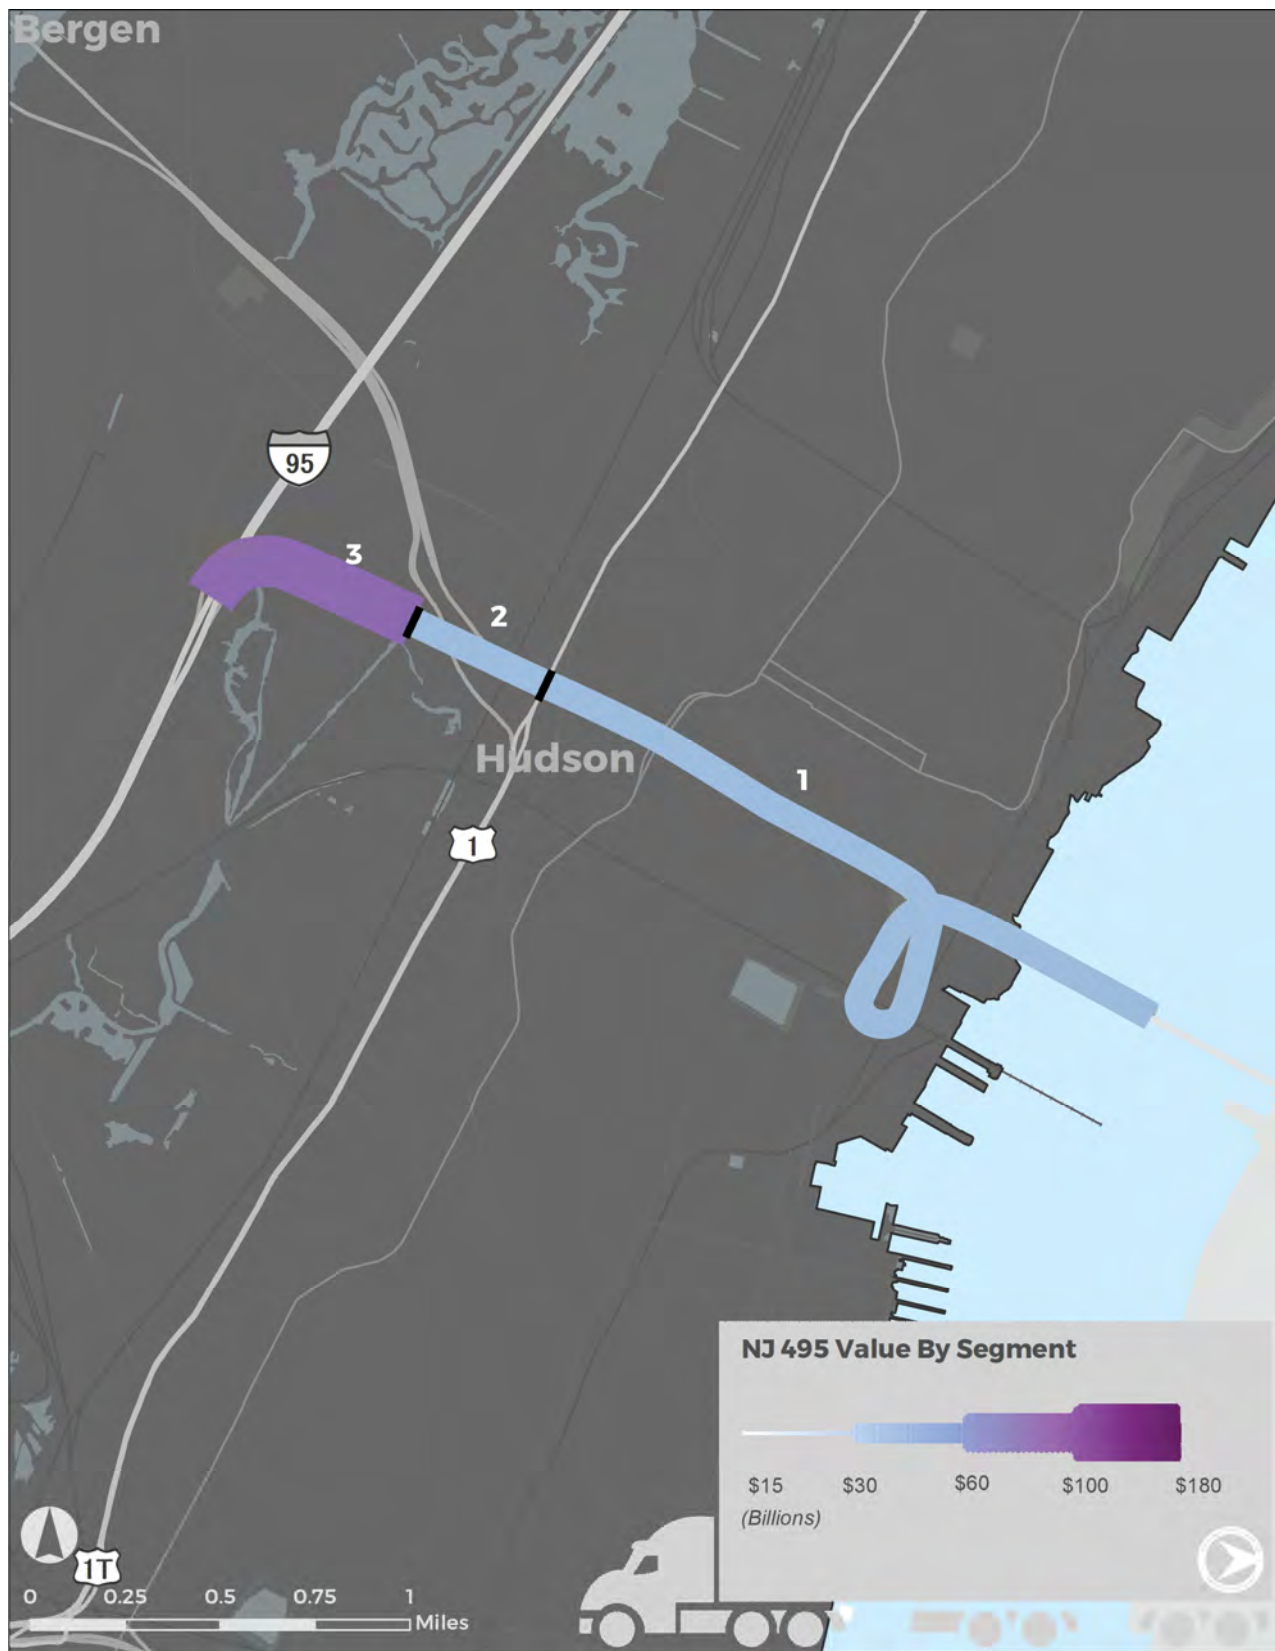 Bergen
95
3
2
Hudson
1
1
NJ 495 Value By Segment
$15 $30 $60 $100 $180
(Billions)
1T
0 0.25 0.5 0.75 1
Miles